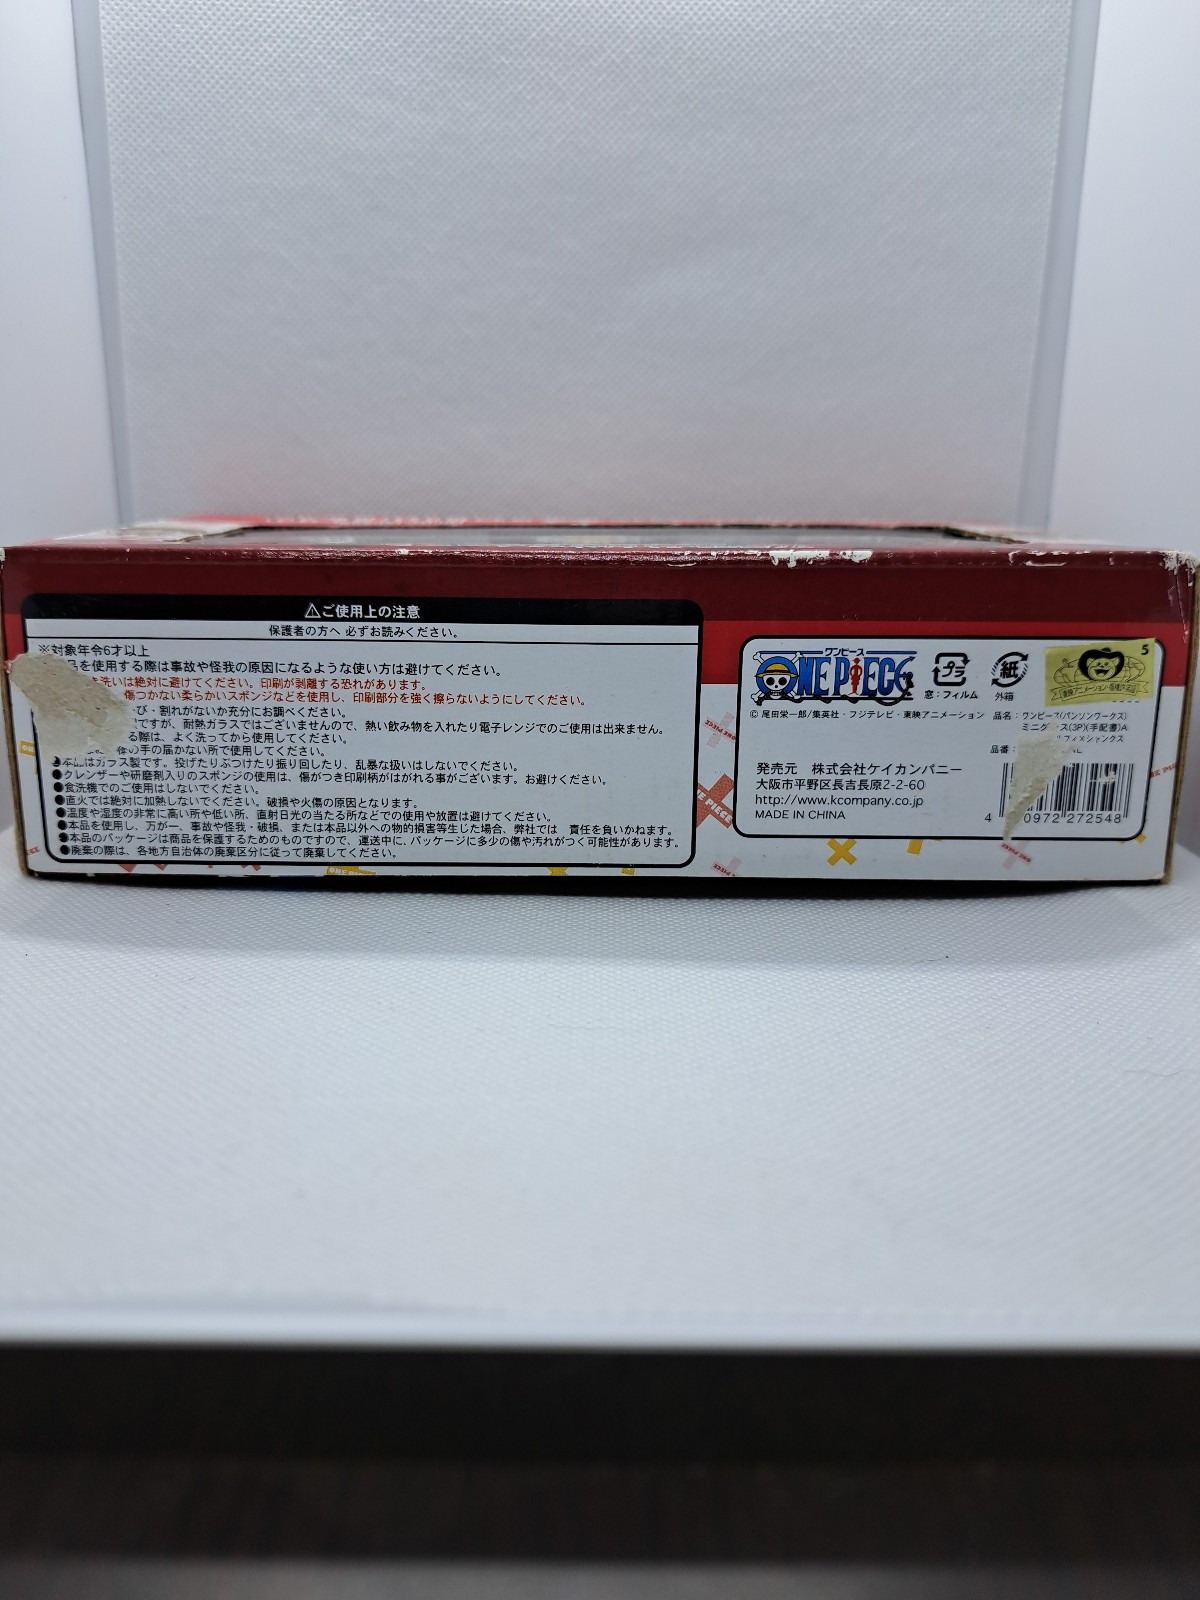 ⚠ご使用上の注意
保護者の方へ 必ずお読みください。
※対象年令6才以上
品を使用する際は事故や怪我の原因になるような使い方は避けてください。
洗いは絶対に避けてください。印刷が剥離する恐れがあります。
傷つかない柔らかいスポンジなどを使用し、印刷部分を強く擦らないようにしてください。
び・割れがないか充分にお調べください。
ですが、耐熱ガラスではございませんので、熱い飲み物を入れたり電子レンジでのご使用は出来ません。
る際は、よく洗ってから使用してください。
の手の届かない所で使用してください。
●本品はガラス製です。投げたりぶつけたり振り回したり、乱暴な扱いはしないでください。
●クレンザーや研磨剤入りのスポンジの使用は、傷がつき印刷柄がはがれる事がございます。お避けください。
●食洗機でのご使用はしないでください。
●直火では絶対に加熱しないでください。破損や火傷の原因となります。
●温度や湿度の非常に高い所や低い所、直射日光の当たる所などでの使用や放置は避けてください。
●本品を使用し、万が一、事故や怪我・破損、または本品以外への物的損害等生じた場合、弊社では 責任を負いかねます。
●本品のパッケージは商品を保護するためのものですので、運送中に、パッケージに多少の傷や汚れがつく可能性があります。
●廃棄の際は、各地方自治体の廃棄区分に従って廃棄してください。
ワンピース
ONE PIECE
プラ
窓:フィルム
紙
外箱
5
東映アニメーション
© 尾田栄一郎/集英社・フジテレビ・東映アニメーション
品名:ワンピース(パンソンワークス)
ミニグ ス(3P)(手配書)A
フィ×シャンクス
品番:
発売元 株式会社ケイカンパニー
大阪市平野区長吉長原2-2-60
http://www.kcompany.co.jp
MADE IN CHINA
4 0972 272548
ONE PIECE